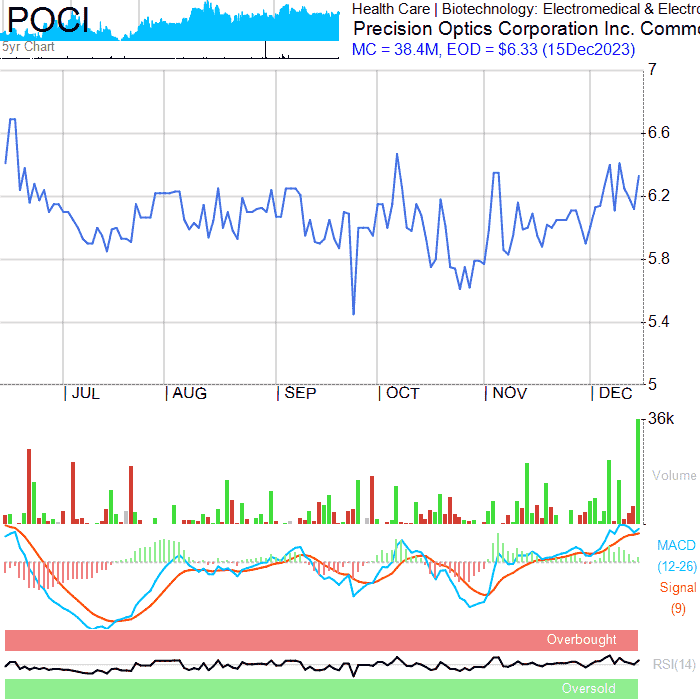 POCI
5yr Chart
Health Care | Biotechnology: Electromedical & Electro
Precision Optics Corporation Inc. Commo
MC = 38.4M, EOD = $6.33 (15Dec2023)
7
6.6
6.2
5.8
5.4
5
| JUL | AUG | SEP | OCT | NOV | DEC
36k
Volume
MACD
(12-26)
Signal
(9)
Overbought
RSI(14)
Oversold